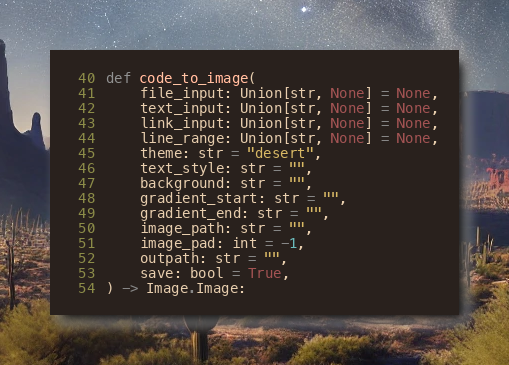 40 def code_to_image(
41     file_input: Union[str, None] = None,
42     text_input: Union[str, None] = None,
43     link_input: Union[str, None] = None,
44     line_range: Union[str, None] = None,
45     theme: str = "desert",
46     text_style: str = "",
47     background: str = "",
48     gradient_start: str = "",
49     gradient_end: str = "",
50     image_path: str = "",
51     image_pad: int = -1,
52     outpath: str = "",
53     save: bool = True,
54 ) -> Image.Image: